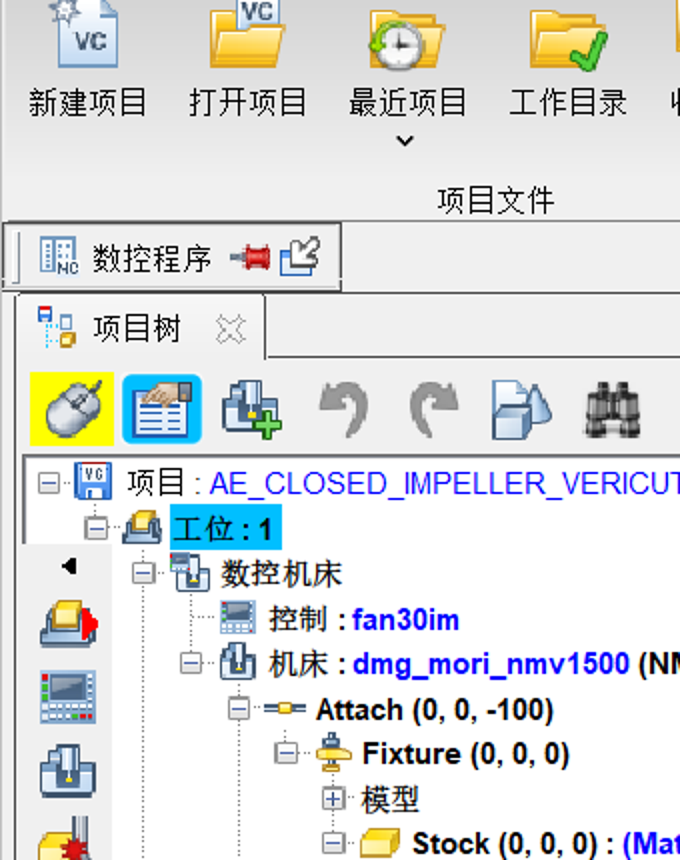 VC VC
新建项目 打开项目 最近项目 工作目录
项目文件
NC 数控程序
项目树
VC 项目 : AE_CLOSED_IMPELLER_VERICUT
工位 : 1
数控机床
控制 : fan30im
机床 : dmg_mori_nmv1500 (NM
Attach (0, 0, -100)
Fixture (0, 0, 0)
模型
Stock (0, 0, 0) : (Mat